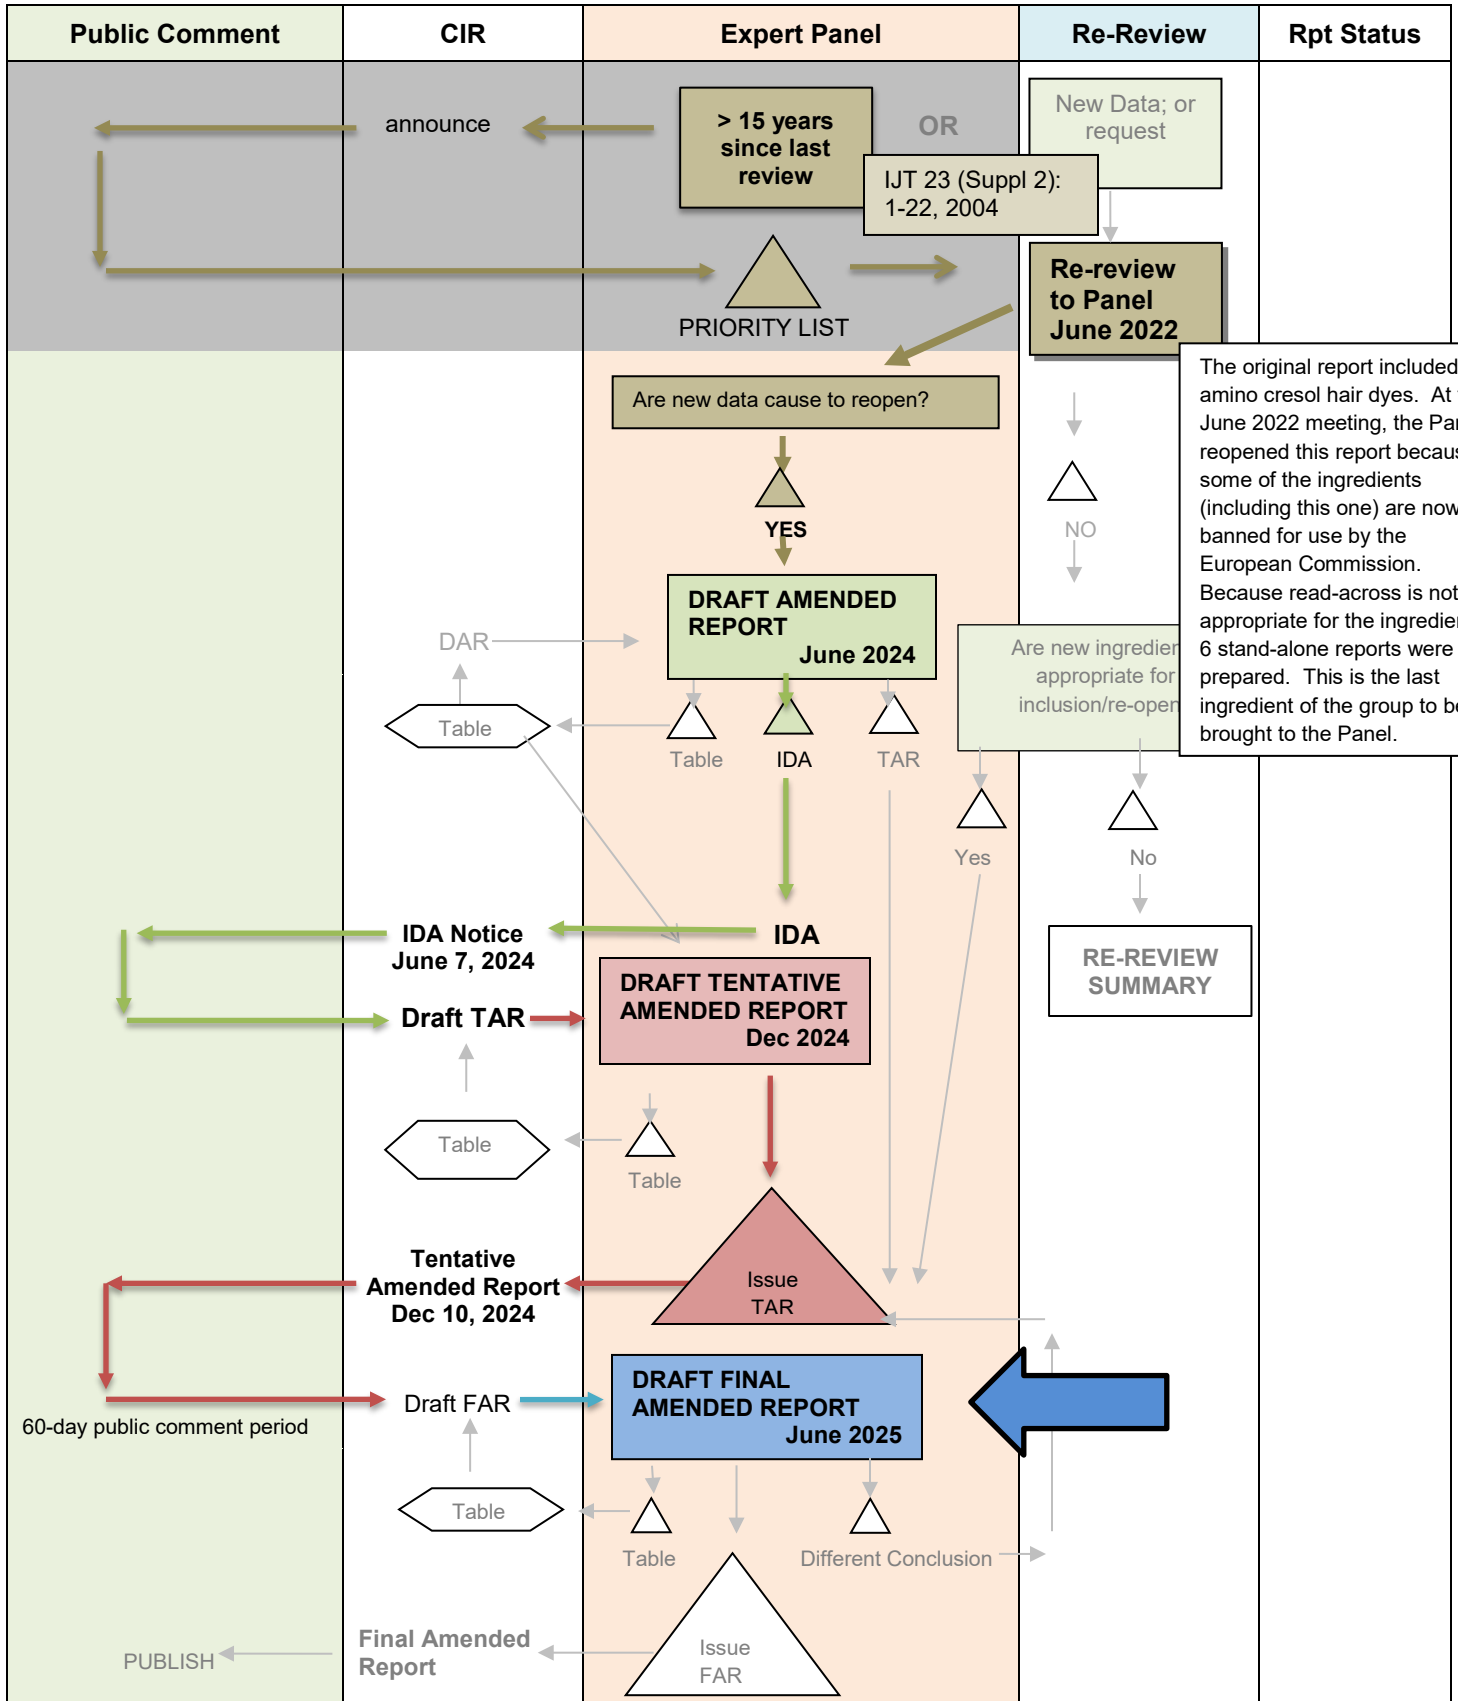 Public Comment
CIR
Expert Panel
Re-Review
Rpt Status
announce
> 15 years
since last
review
OR
New Data; or
request
IJT 23 (Suppl 2):
1-22, 2004
PRIORITY LIST
Re-review
to Panel
June 2022
The original report included
amino cresol hair dyes. At
June 2022 meeting, the
reopened this report
some of the ingredients
(including this one) are now
banned for use by the
European Commission.
Because read-across is not
appropriate for the
6 stand-alone reports were
prepared. This is the last
ingredient of the group to
brought to the Panel.
Are new data cause to reopen?
YES
NO
DRAFT AMENDED
REPORT
June 2024
DAR
Table
Table
IDA
TAR
Are new
appropriate for
Yes
No
IDA Notice
June 7, 2024
IDA
RE-REVIEW
SUMMARY
Draft TAR
DRAFT TENTATIVE
AMENDED REPORT
Dec 2024
Table
Table
Tentative
Amended Report
Dec 10, 2024
Issue
TAR
60-day public comment period
Draft FAR
DRAFT FINAL
AMENDED REPORT
June 2025
Table
Table
Different Conclusion
PUBLISH
Final Amended
Report
Issue
FAR